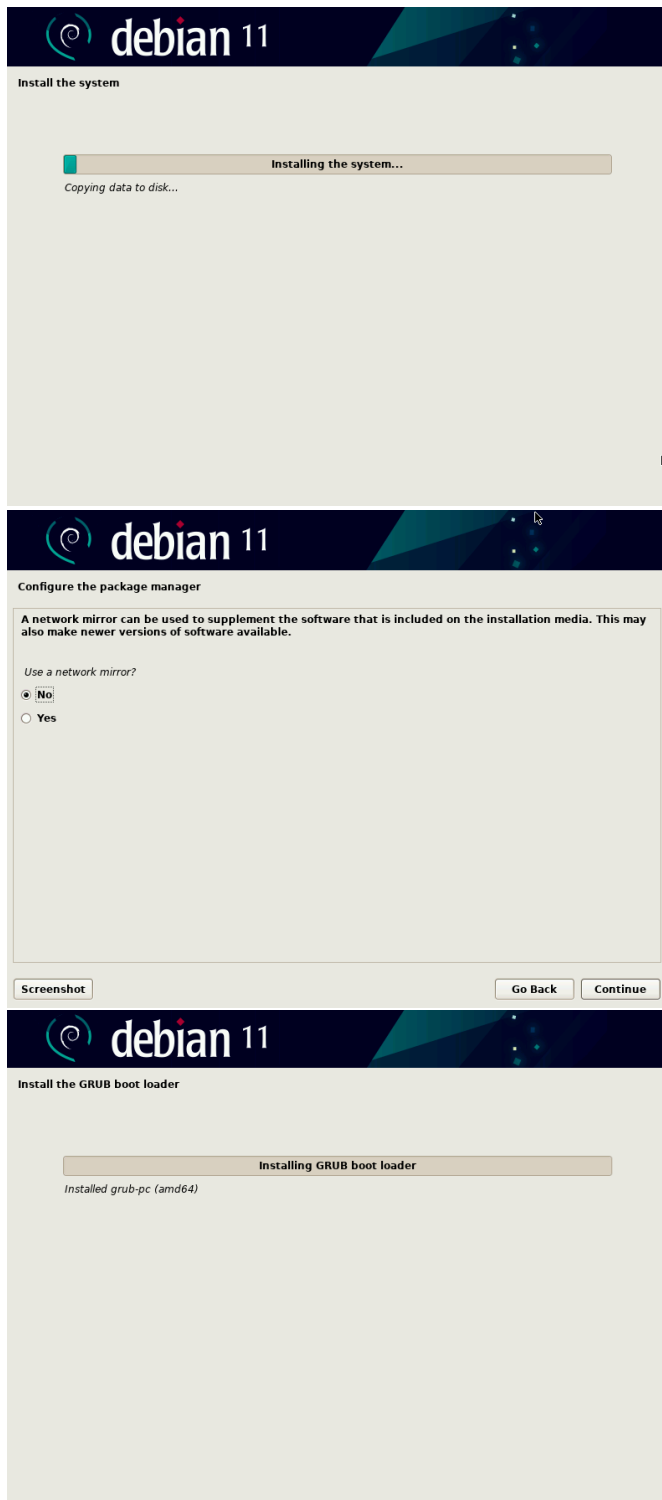 debian 11
Install the system
Installing the system...
Copying data to disk...
debian 11
Configure the package manager
A network mirror can be used to supplement the software that is included on the installation media. This may
also make newer versions of software available.
Use a network mirror?
No
Yes
Screenshot
Go Back
Continue
debian 11
Install the GRUB boot loader
Installing GRUB boot loader
Installed grub-pc (amd64)